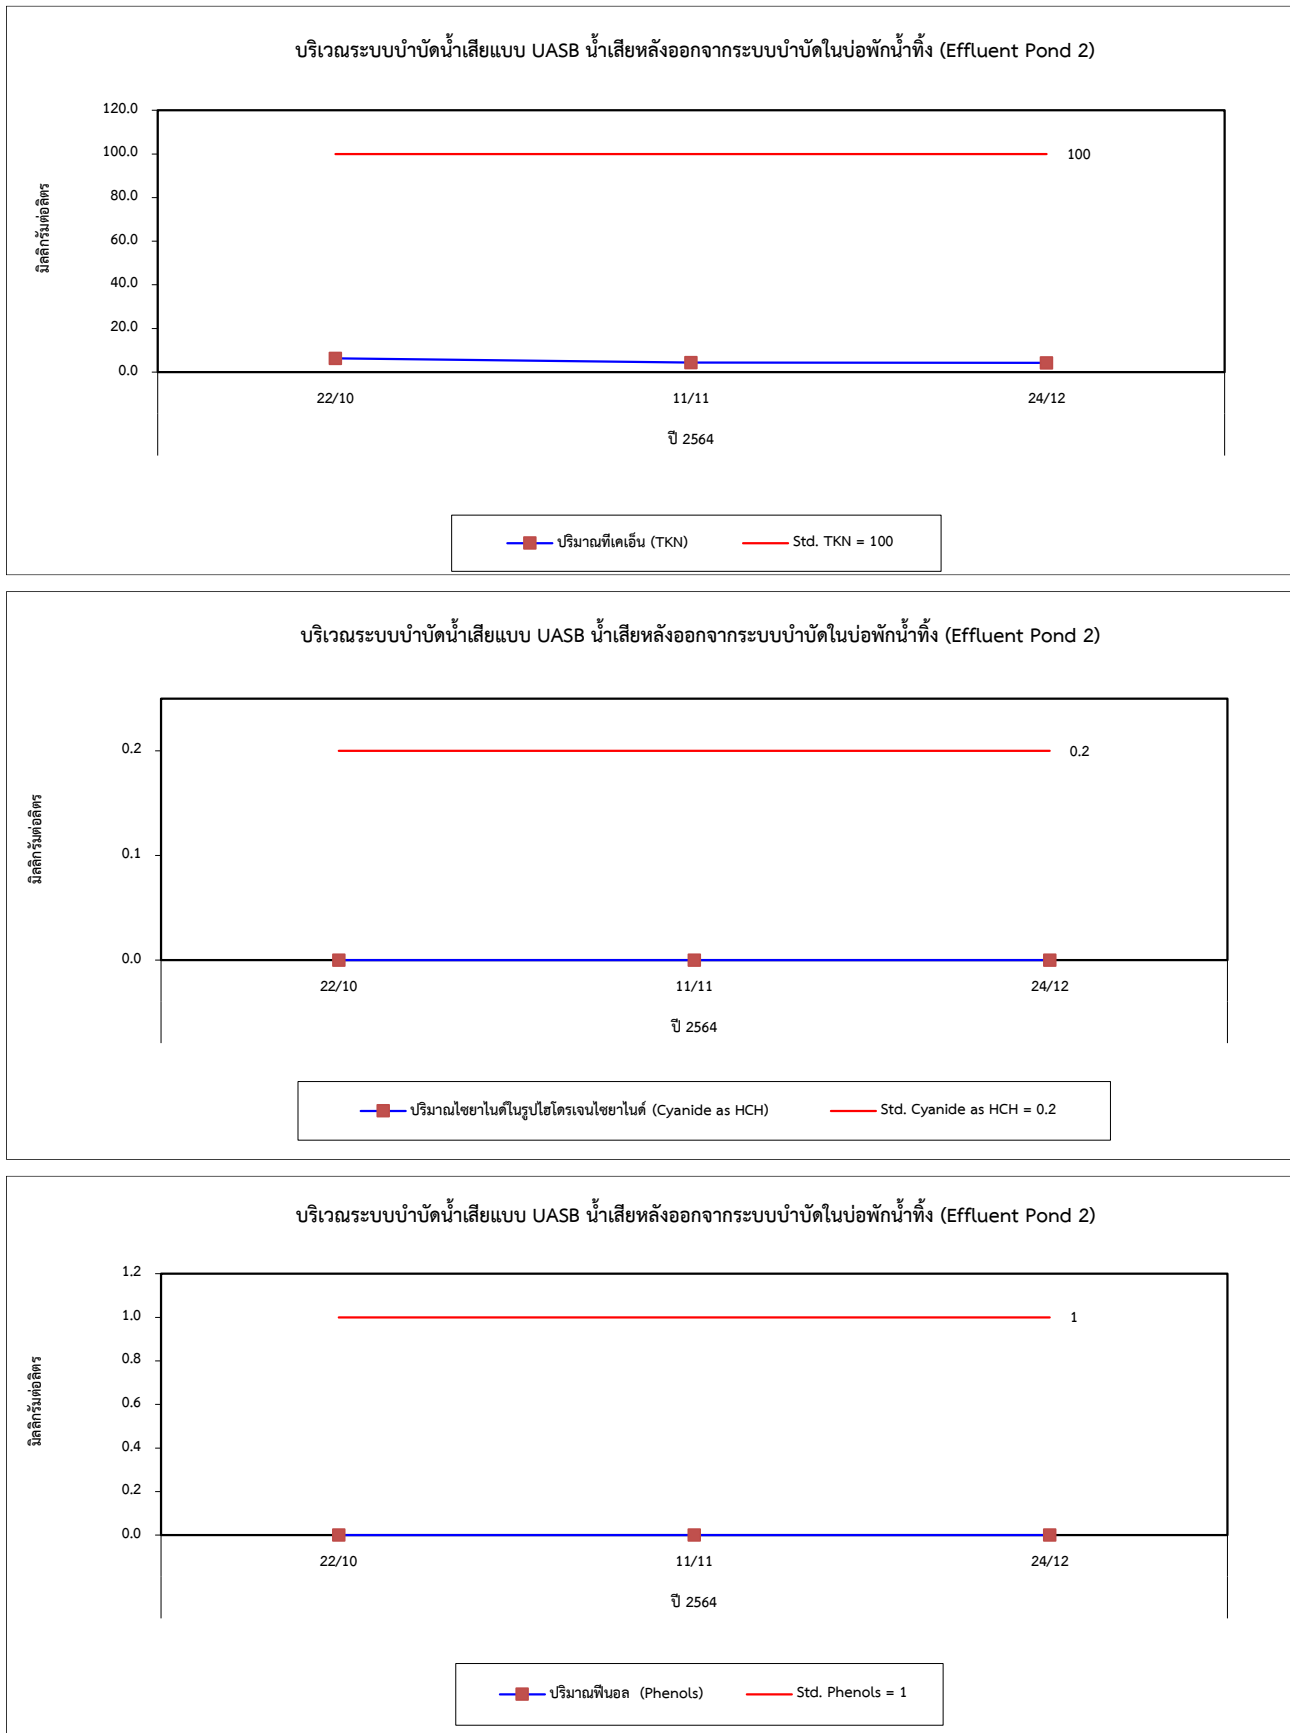 บริเวณระบบบำบัดน้ำเสียแบบ UASB น้ำเสียหลังออกจากระบบบำบัดในบ่อพักน้ำทิ้ง (Effluent Pond 2)
มิลลิกรัมต่อลิตร
120.0
100.0
80.0
60.0
40.0
20.0
0.0
100
22/10 11/11 24/12
ปี 2564
ปริมาณทีเคเอ็น (TKN) Std. TKN = 100
บริเวณระบบบำบัดน้ำเสียแบบ UASB น้ำเสียหลังออกจากระบบบำบัดในบ่อพักน้ำทิ้ง (Effluent Pond 2)
มิลลิกรัมต่อลิตร
0.2
0.1
0.0
0.2
22/10 11/11 24/12
ปี 2564
ปริมาณไซยาไนด์ในรูปไฮโดรเจนไซยาไนด์ (Cyanide as HCH) Std. Cyanide as HCH = 0.2
บริเวณระบบบำบัดน้ำเสียแบบ UASB น้ำเสียหลังออกจากระบบบำบัดในบ่อพักน้ำทิ้ง (Effluent Pond 2)
มิลลิกรัมต่อลิตร
1.2
1.0
0.8
0.6
0.4
0.2
0.0
1
22/10 11/11 24/12
ปี 2564
ปริมาณฟีนอล (Phenols) Std. Phenols = 1